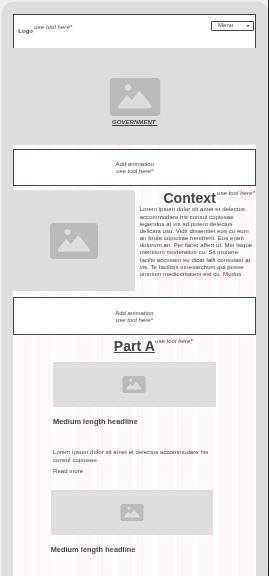 Logo use tool here*
Menu
GOVERNMENT
Add animation
use tool here*
Context use tool here*
Lorem ipsum dolor sit amet et delectus
accommodare his consul copiosae
legendos at vis ad putent delectus
delicata usu. Vidit dissentiet eos cu eum
an brute copiosae hendrerit. Eos erant
dolorum an. Per facer affert ut. Mei iisque
mentitum moderatius cu. Sit munere
facilis accusam eu dicat falli consulatu at
vis. Te facilisis mnesarchum qui posse
omnium mediocritatem est cu. Modus
Add animation
use tool here*
Part A use tool here*
Medium length headline
Lorem ipsum dolor sit amet et delectus accommodare his
consul copiosae.
Read more
Medium length headline